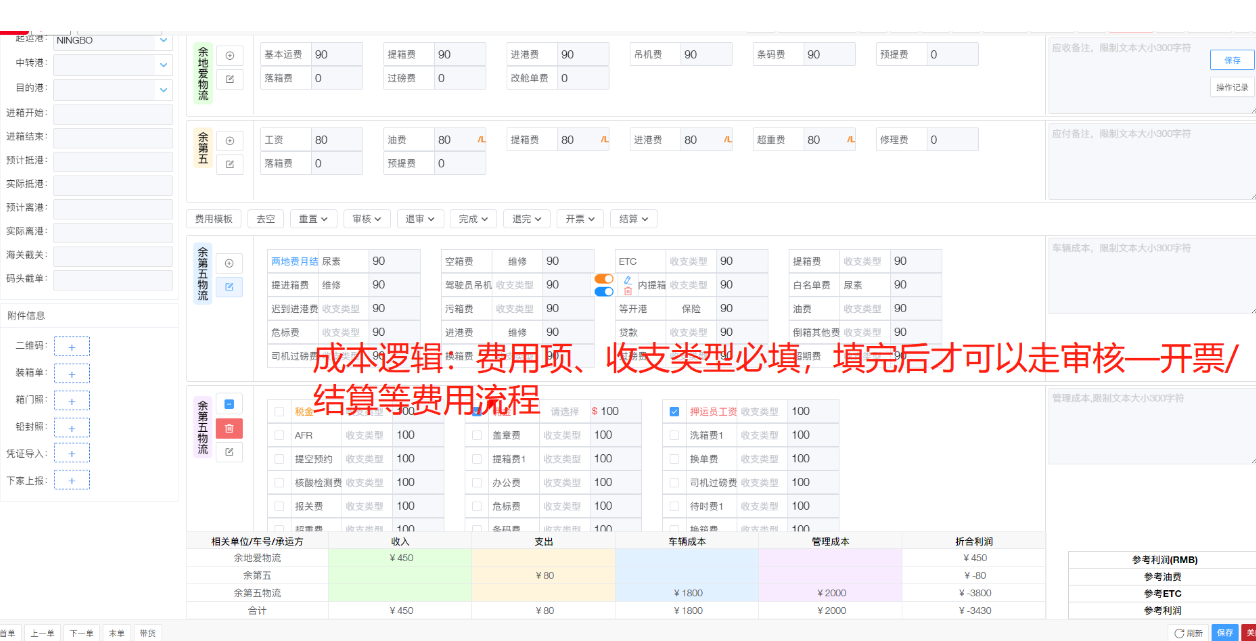 起运港: NINGBO
中转港:
目的港:
进箱开始:
进箱结束:
预计抵港:
实际抵港:
预计离港:
实际离港:
海关截关:
码头截单:
附件信息
二维码: +
装箱单: +
箱门照: +
铅封照: +
凭证导入: +
下家上报: +
余地爱物流
基本运费 90 提箱费 90 进港费 90 吊机费 90 条码费 90 预提费 0
落箱费 0 过磅费 0 改舱单费 0
应收备注，限制文本大小300字符
保存
操作记录
余第五
工资 80 油费 80 /L 提箱费 80 /L 进港费 80 /L 超重费 80 /L 修理费 0
落箱费 0 预提费 0
应付备注，限制文本大小300字符
费用模板 去空 重置 审核 退审 完成 退完 开票 结算
余第五物流
两地费月结 尿素 90 空箱费 维修 90 ETC 收支类型 90 提箱费 收支类型 90
提进箱费 维修 90 驾驶员吊机 收支类型 90 内提箱 收支类型 90 白名单费 尿素 90
迟到进港费 收支类型 90 污箱费 收支类型 90 等开港 保险 90 油费 收支类型 90
危标费 收支类型 90 进港费 维修 90 贷款 收支类型 90 倒箱其他费 收支类型 90
司机过磅费 90 换箱费 90 90 90
车辆成本，限制文本大小300字符
成本逻辑：费用项、收支类型必填，填完后才可以走审核—开票/
结算等费用流程
余第五物流
税金 收支类型 100 请选择 $ 100 押运员工资 收支类型 100
AFR 收支类型 100 盖章费 收支类型 100 洗箱费1 收支类型 100
提空预约 收支类型 100 提箱费1 收支类型 100 换单费 收支类型 100
核酸检测费 收支类型 100 办公费 收支类型 100 司机过磅费 收支类型 100
报关费 收支类型 100 危标费 收支类型 100 待时费1 收支类型 100
超重费 收支类型 100 条码费 收支类型 100 换箱费 收支类型 100
管理成本,限制文本大小300字符
相关单位/车号/承运方 收入 支出 车辆成本 管理成本 折合利润
余地爱物流 ¥ 450 ¥ 450
余第五 ¥ 80 ¥ -80
余第五物流 ¥ 1800 ¥ 2000 ¥ -3800
合计 ¥ 450 ¥ 80 ¥ 1800 ¥ 2000 ¥ -3430
参考利润(RMB)
参考油费
参考ETC
参考利润
首单 上一单 下一单 末单 带货 刷新 保存